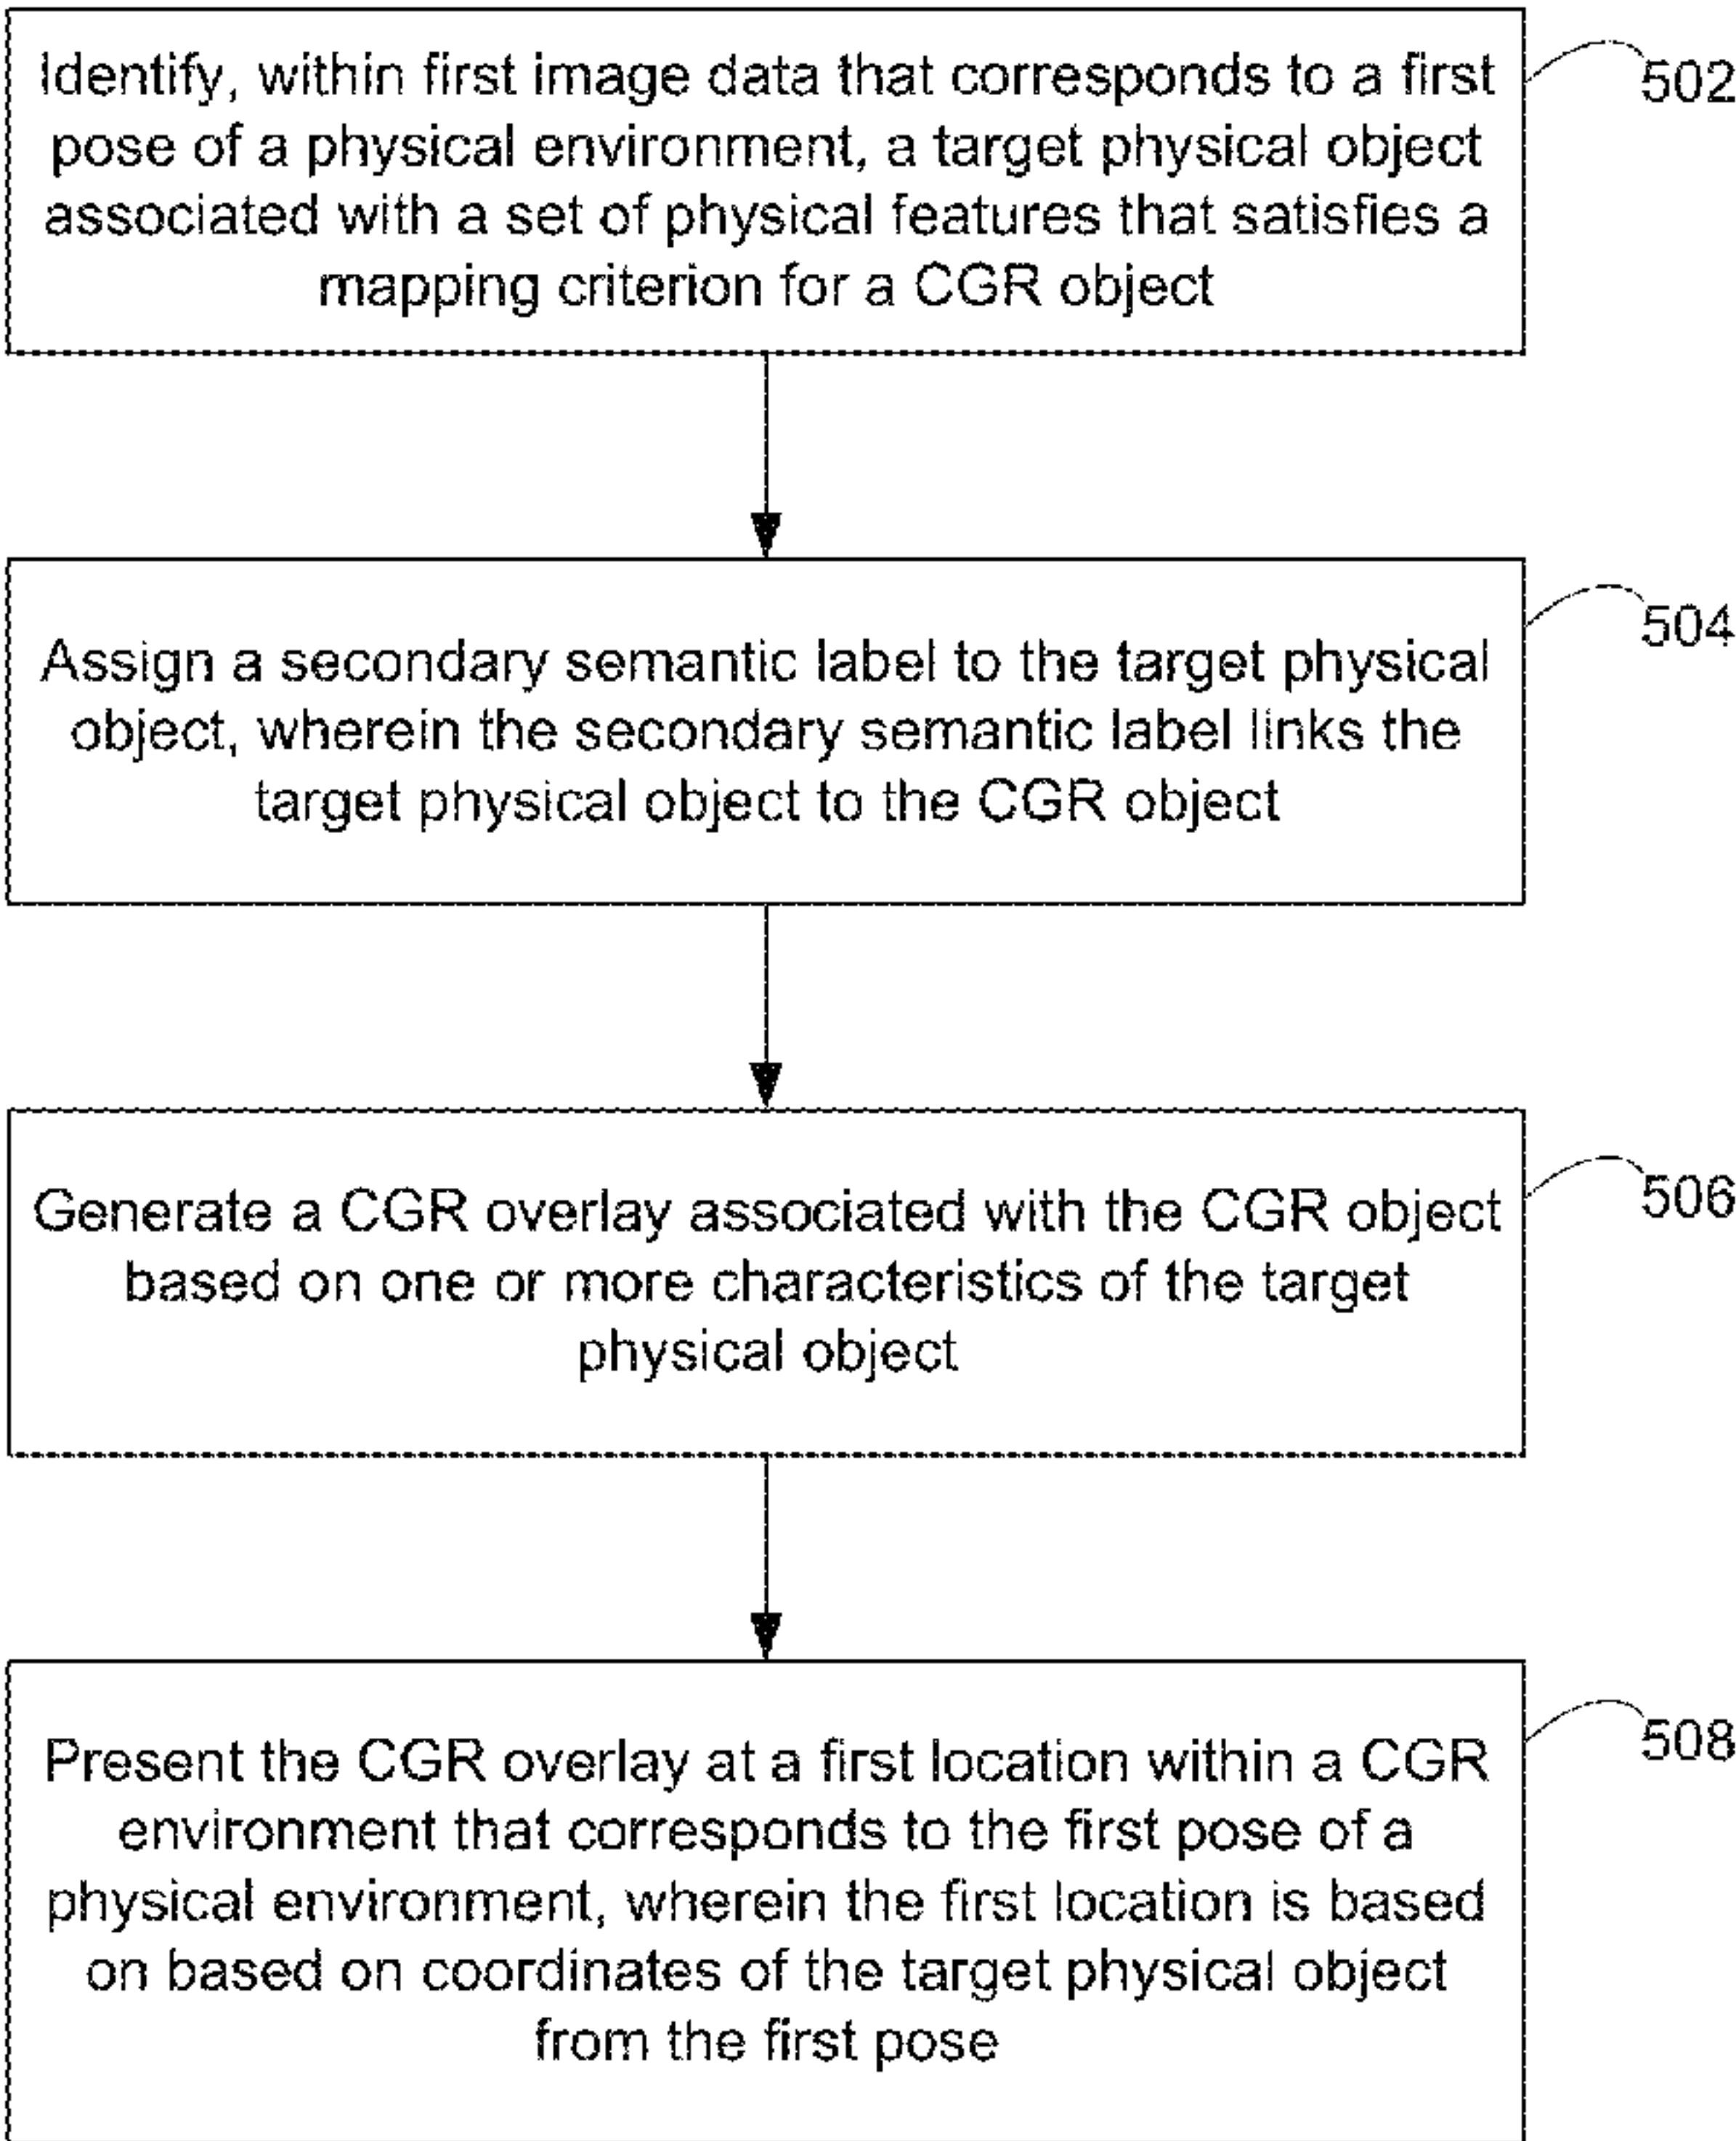 Identify, within first image data that corresponds to a first
502
pose of a physical environment, a target physical object
associated with a set of physical features that satisfies a
mapping criterion for a CGR object
504
Assign a secondary semantic label to the target physical
object, wherein the secondary semantic label links the
target physical object to the CGR object
506
Generate a CGR overlay associated with the CGR object
based on one or more characteristics of the target
physical object
508
Present the CGR overlay at a first location within a CGR
environment that corresponds to the first pose of a
physical environment, wherein the first location is based
on based on coordinates of the target physical object
from the first pose